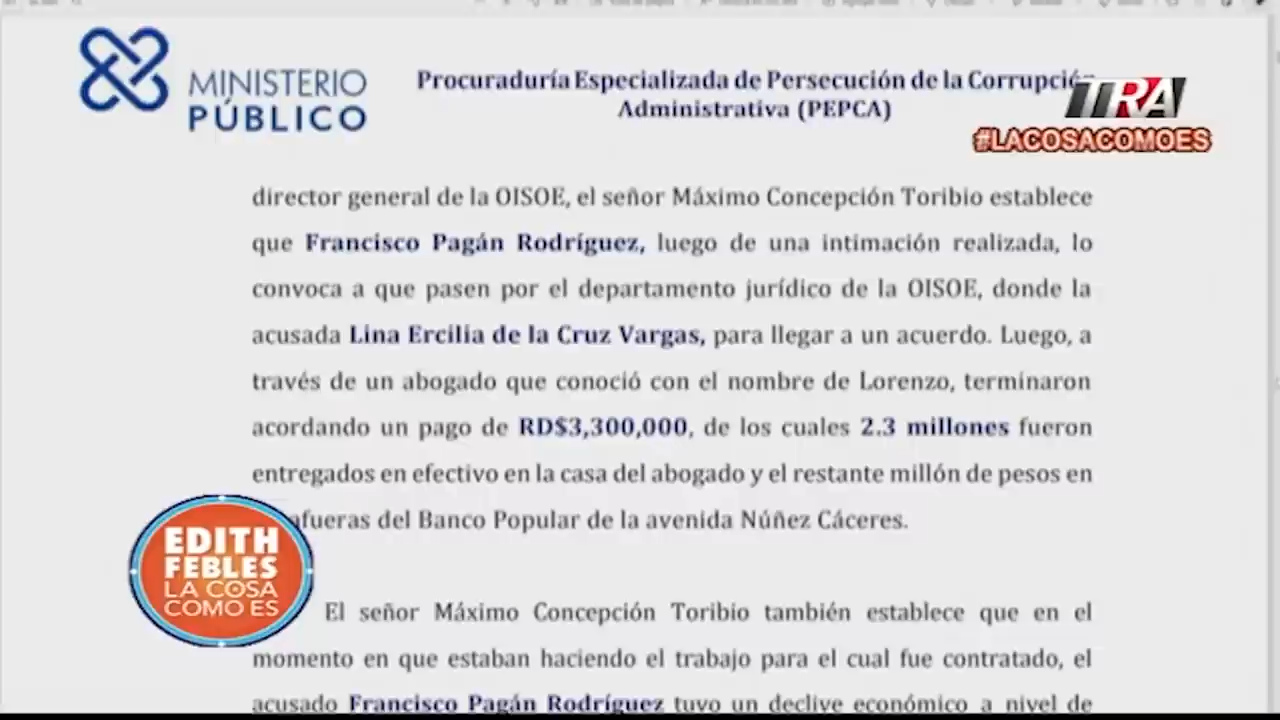 MINISTERIO
PÚBLICO
Procuraduría Especializada de Persecución de la Corrupción
Administrativa (PEPCA)
TRA
#LACOSACOMOES
director general de la OISOE, el señor Máximo Concepción Toribio establece
que Francisco Pagán Rodríguez, luego de una intimación realizada, lo
convoca a que pasen por el departamento jurídico de la OISOE, donde la
acusada Lina Ercilia de la Cruz Vargas, para llegar a un acuerdo. Luego, a
través de un abogado que conoció con el nombre de Lorenzo, terminaron
acordando un pago de RD$3,300,000, de los cuales 2.3 millones fueron
entregados en efectivo en la casa del abogado y el restante millón de pesos en
afueras del Banco Popular de la avenida Núñez Cáceres.
EDITH
FEBLES
LA COSA
COMO ES
El señor Máximo Concepción Toribio también establece que en el
momento en que estaban haciendo el trabajo para el cual fue contratado, el
acusado Francisco Pagán Rodríguez tuvo un declive económico a nivel de